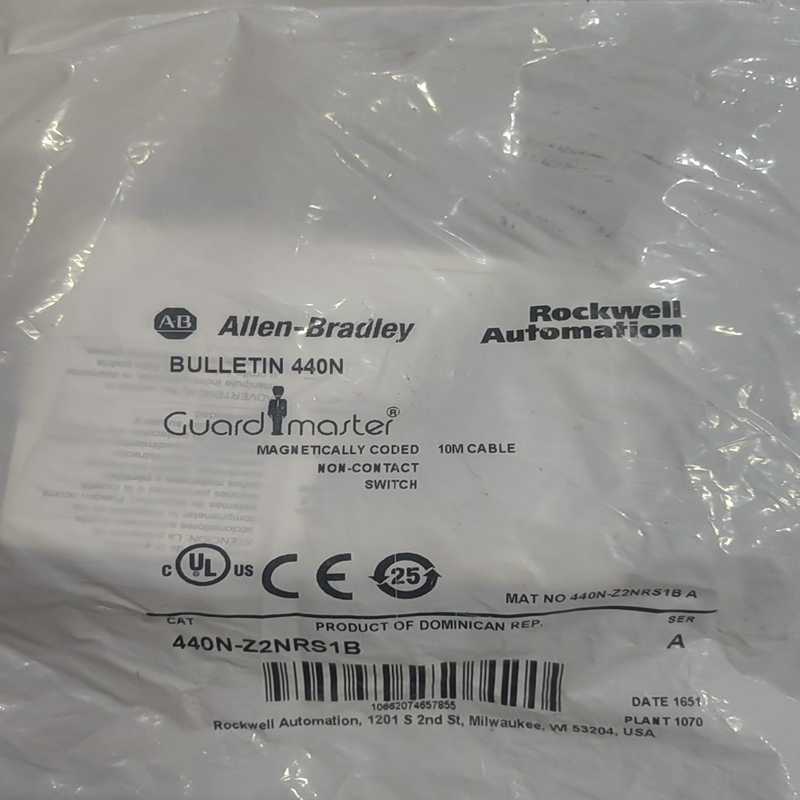 A-B Allen-Bradley
Rockwell
Automation
BULLETIN 440N
Guardmaster®
MAGNETICALLY CODED 10M CABLE
NON-CONTACT
SWITCH
c UL US CE 25
MAT NO 440N-Z2NRS1B A
CAT PRODUCT OF DOMINICAN REP. SER
440N-Z2NRS1B A
10662074657855
DATE 1651
PLANT 1070
Rockwell Automation, 1201 S 2nd St, Milwaukee, WI 53204, USA